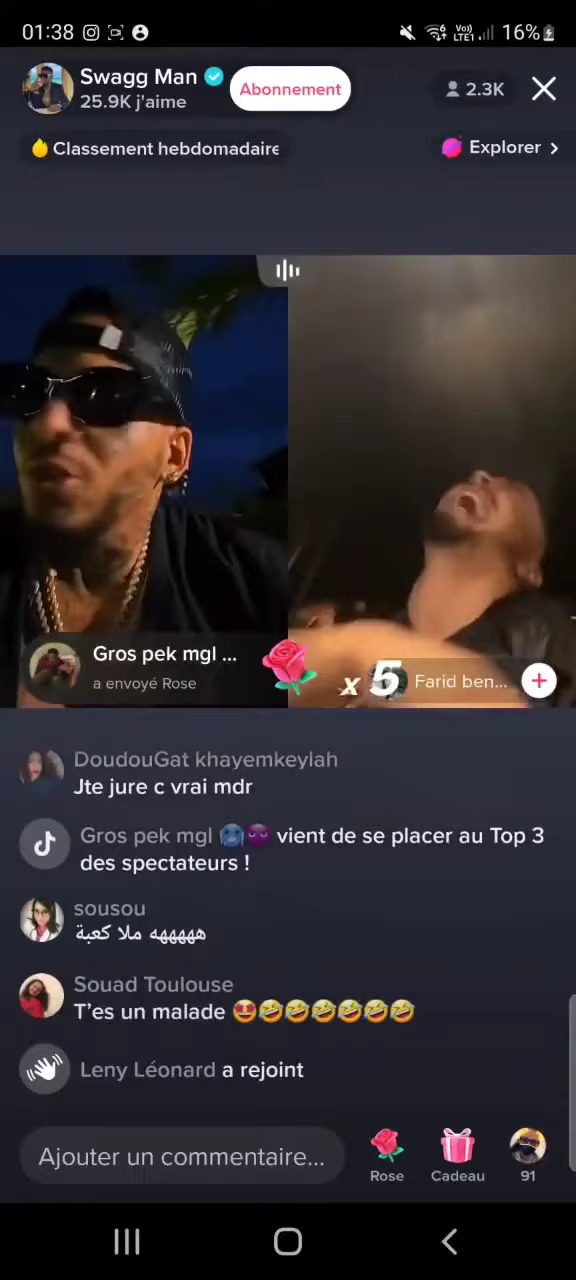 01:38
Vo))
LTE1
16%
Swagg Man
25.9K j'aime
Abonnement
2.3K
Classement hebdomadaire
Explorer
Gros pek mgl ...
a envoyé Rose
x 5
Farid ben...
DoudouGat khayemkeylah
Jte jure c vrai mdr
Gros pek mgl 🥶😈 vient de se placer au Top 3
des spectateurs !
sousou
هههههه ملا كعبة
Souad Toulouse
T'es un malade 🤩🤣🤣🤣🤣🤣🤣
Leny Léonard a rejoint
Ajouter un commentaire...
Rose
Cadeau
91